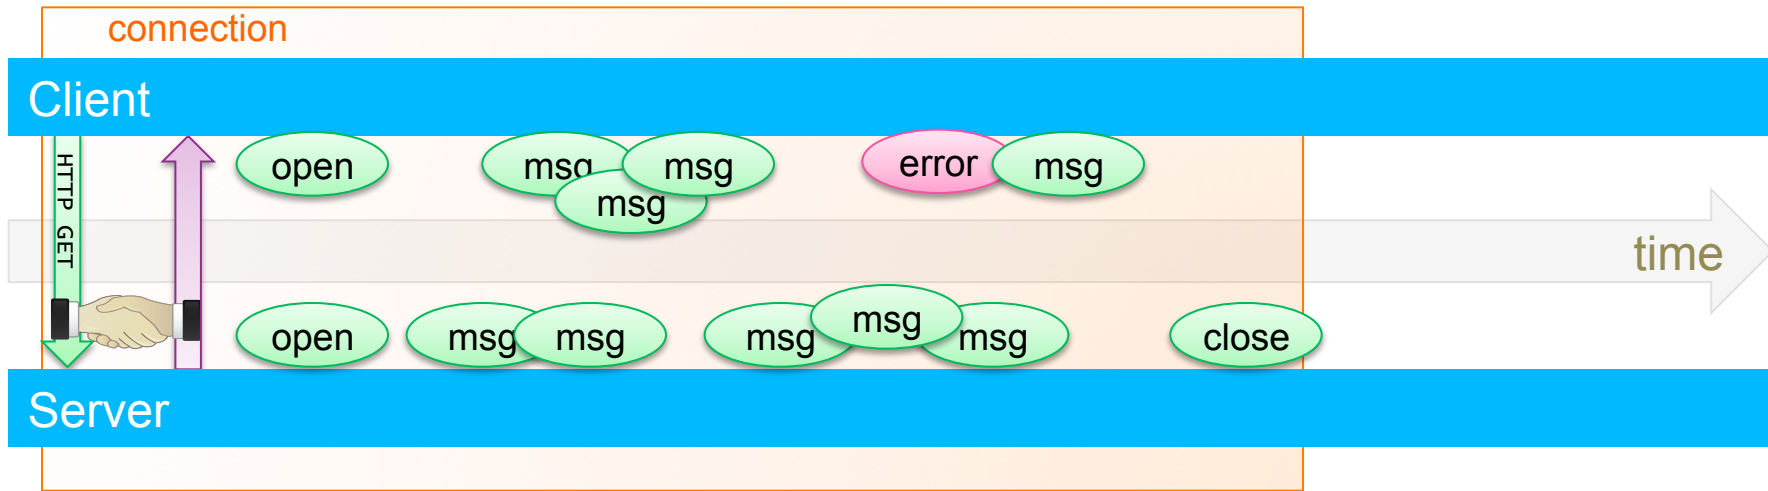 connection
Client
HTTP GET
open
msg
msg
msg
error
msg
time
open
msg
msg
msg
msg
msg
close
Server